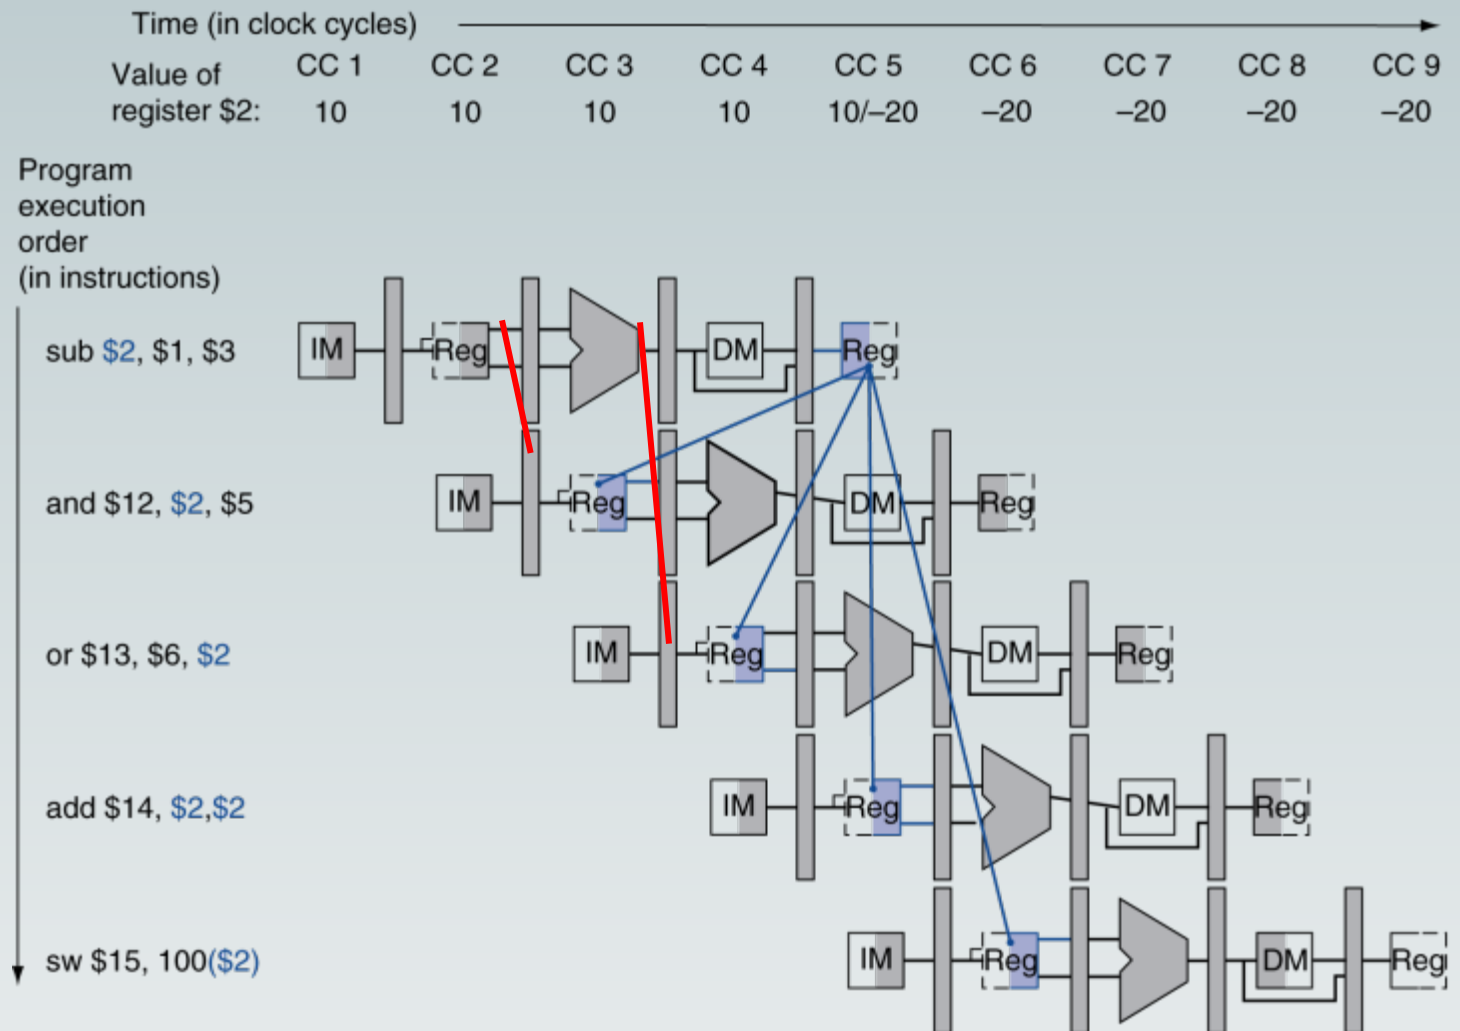 Time (in clock cycles)
Value of register $2:
CC 1 CC 2 CC 3 CC 4 CC 5 CC 6 CC 7 CC 8 CC 9
10 10 10 10 10/–20 –20 –20 –20 –20
Program
execution
order
(in instructions)
sub $2, $1, $3
IM Reg DM Reg
and $12, $2, $5
IM Reg DM Reg
or $13, $6, $2
IM Reg DM Reg
add $14, $2,$2
IM Reg DM Reg
sw $15, 100($2)
IM Reg DM Reg